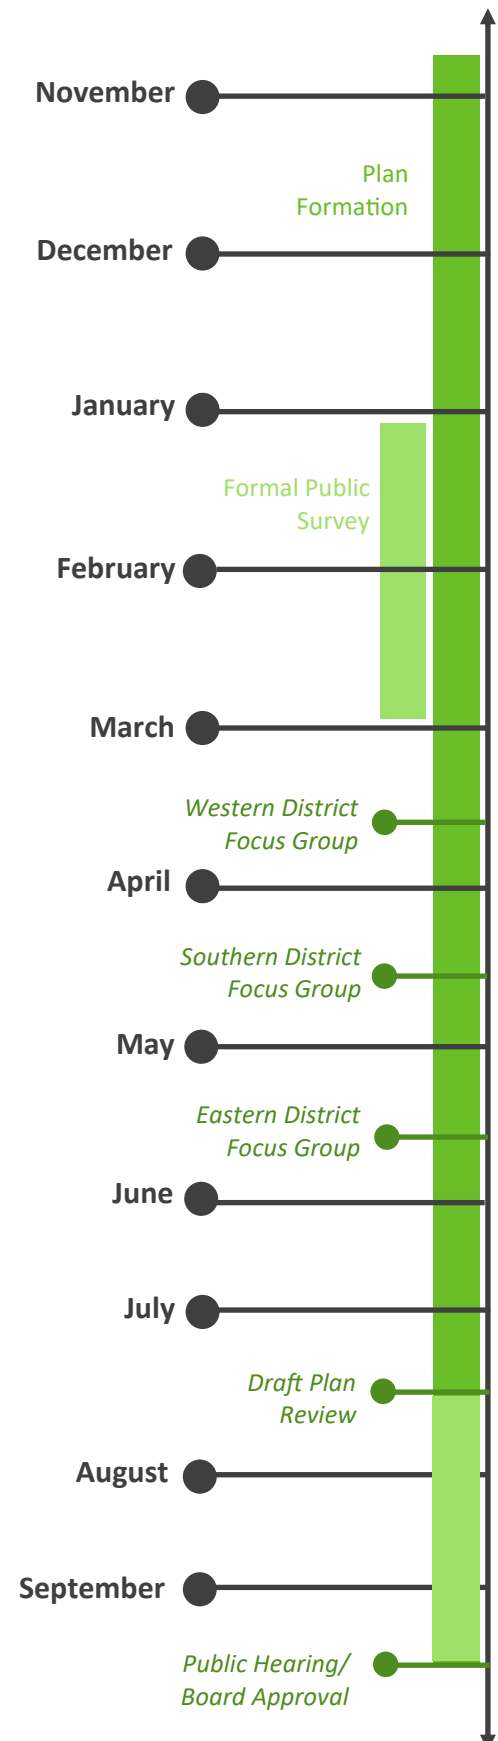 November
Plan
Formation
December
January
Formal Public
Survey
February
March
Western District
Focus Group
April
Southern District
Focus Group
May
Eastern District
Focus Group
June
July
Draft Plan
Review
August
September
Public Hearing/
Board Approval